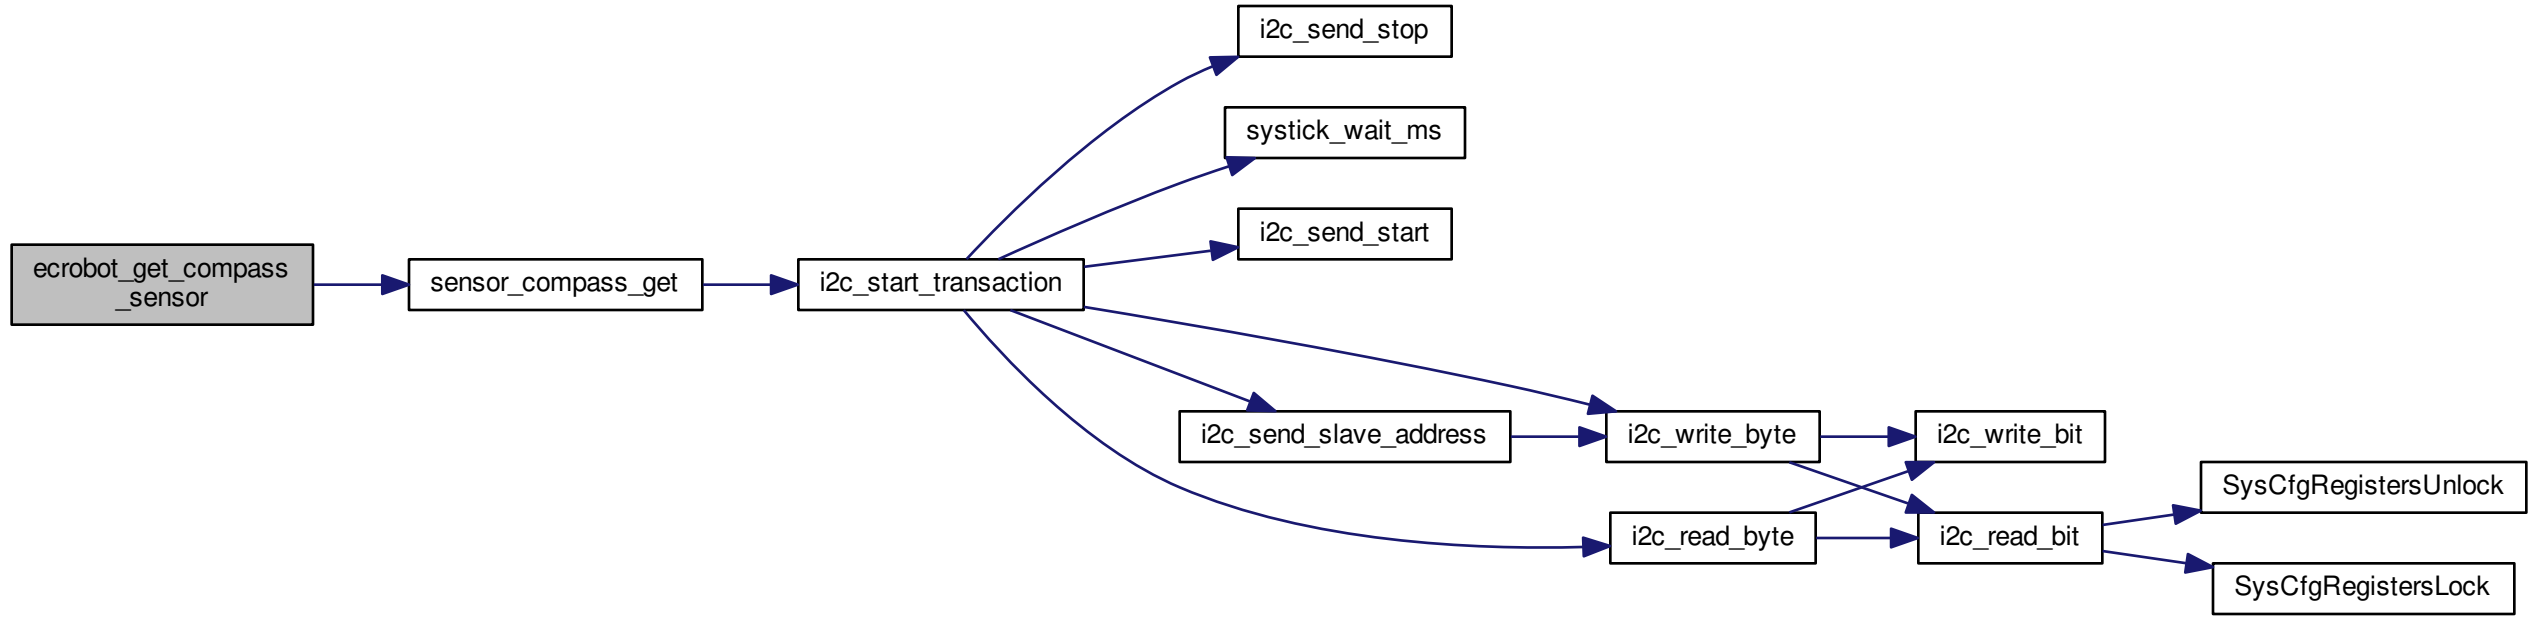 i2c_send_stop
systick_wait_ms
i2c_send_start
ecrobot_get_compass
_sensor
sensor_compass_get
i2c_start_transaction
i2c_send_slave_address
i2c_write_byte
i2c_write_bit
SysCfgRegistersUnlock
i2c_read_byte
i2c_read_bit
SysCfgRegistersLock